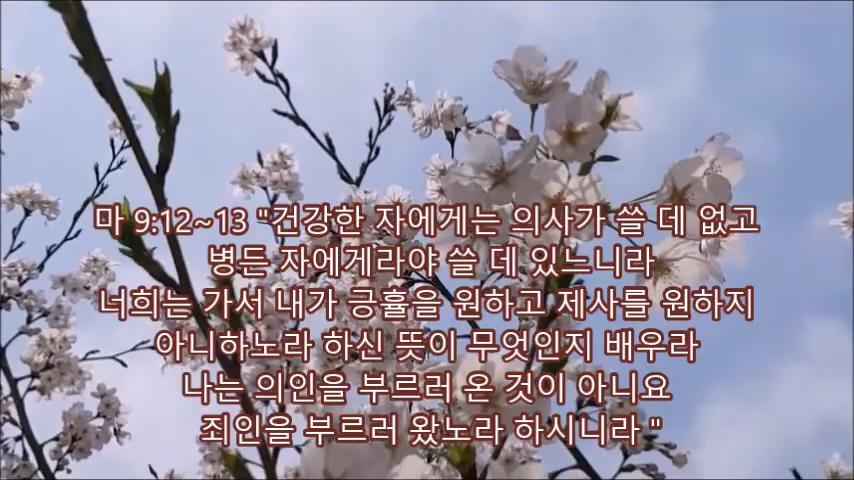 마 9:12~13 "건강한 자에게는 의사가 쓸 데 없고
병든 자에게라야 쓸 데 있느니라
너희는 가서 내가 긍휼을 원하고 제사를 원하지
아니하노라 하신 뜻이 무엇인지 배우라
나는 의인을 부르러 온 것이 아니요
죄인을 부르러 왔노라 하시니라 "